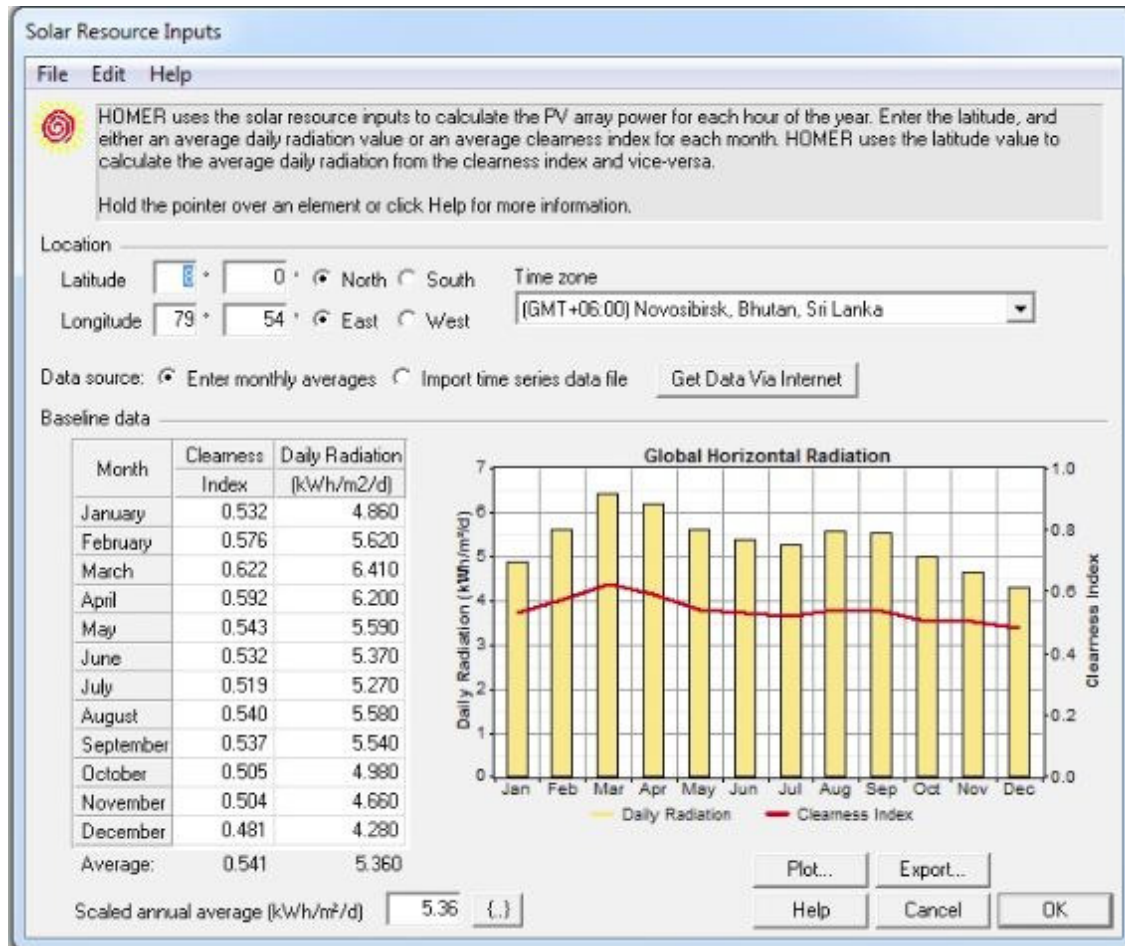 Solar Resource Inputs
File Edit Help
HOMER uses the solar resource inputs to calculate the PV array power for each hour of the year. Enter the latitude, and
either an average daily radiation value or an average clearness index for each month. HOMER uses the latitude value to
calculate the average daily radiation from the clearness index and vice-versa.
Hold the pointer over an element or click Help for more information.
Location
Latitude 8 ° 0 ' North South
Longitude 79 ° 54 ' East West
Time zone
(GMT+06:00) Novosibirsk, Bhutan, Sri Lanka
Data source: Enter monthly averages Import time series data file Get Data Via Internet
Baseline data
Month Clearness Index Daily Radiation (kWh/m2/d)
January 0.532 4.860
February 0.576 5.620
March 0.622 6.410
April 0.592 6.200
May 0.543 5.590
June 0.532 5.370
July 0.519 5.270
August 0.540 5.580
September 0.537 5.540
October 0.505 4.980
November 0.504 4.660
December 0.481 4.280
Average: 0.541 5.360
Scaled annual average (kWh/m²/d) 5.36 {..}
Global Horizontal Radiation
Daily Radiation (kWh/m²/d)
7
6
5
4
3
2
1
0
Jan Feb Mar Apr May Jun Jul Aug Sep Oct Nov Dec
1.0
0.8
0.6
0.4
0.2
0.0
Clearness Index
Daily Radiation Clearness Index
Plot... Export...
Help Cancel OK